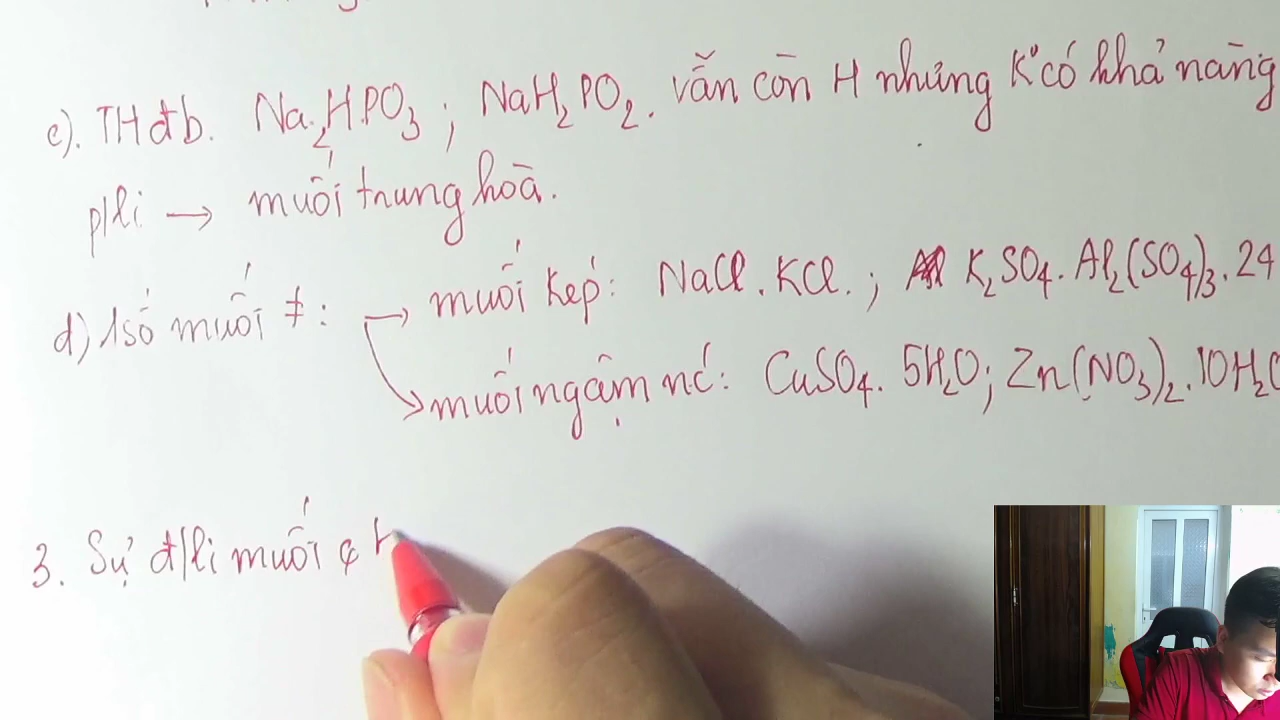 c). TH đb. Na2HPO3 ; NaH2PO2. vẫn còn H nhưng K° có khả năng
p/li → muối trung hoà.
d) 1 số muối ≠ : → muối kép: NaCl . KCl . ; K2SO4. Al2(SO4)3. 24
→ muối ngậm nc: CuSO4. 5H2O; Zn(NO3)2. 10H2O
3. Sự đ/li muối